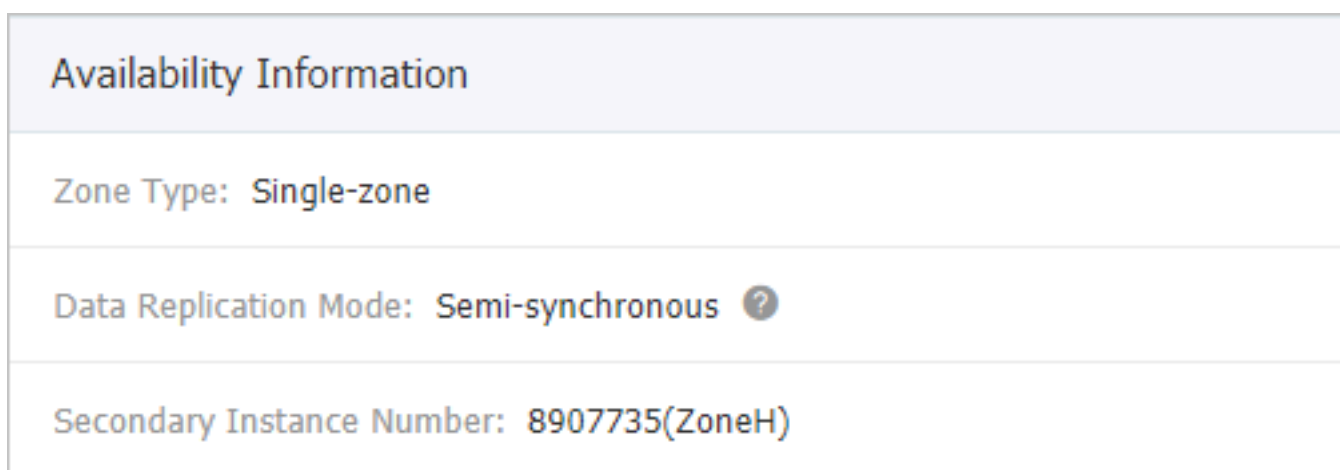 Availability Information
Zone Type: Single-zone
Data Replication Mode: Semi-synchronous ?
Secondary Instance Number: 8907735(ZoneH)